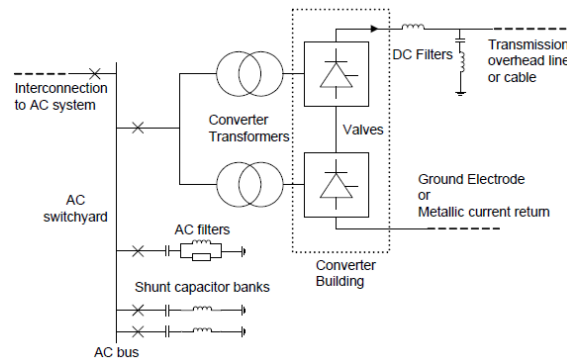 DC Filters
Transmission
overhead line
or cable
Interconnection
to AC system
Converter
Transformers
Valves
Ground Electrode
or
Metallic current return
AC
switchyard
AC filters
Converter
Building
Shunt capacitor banks
AC bus